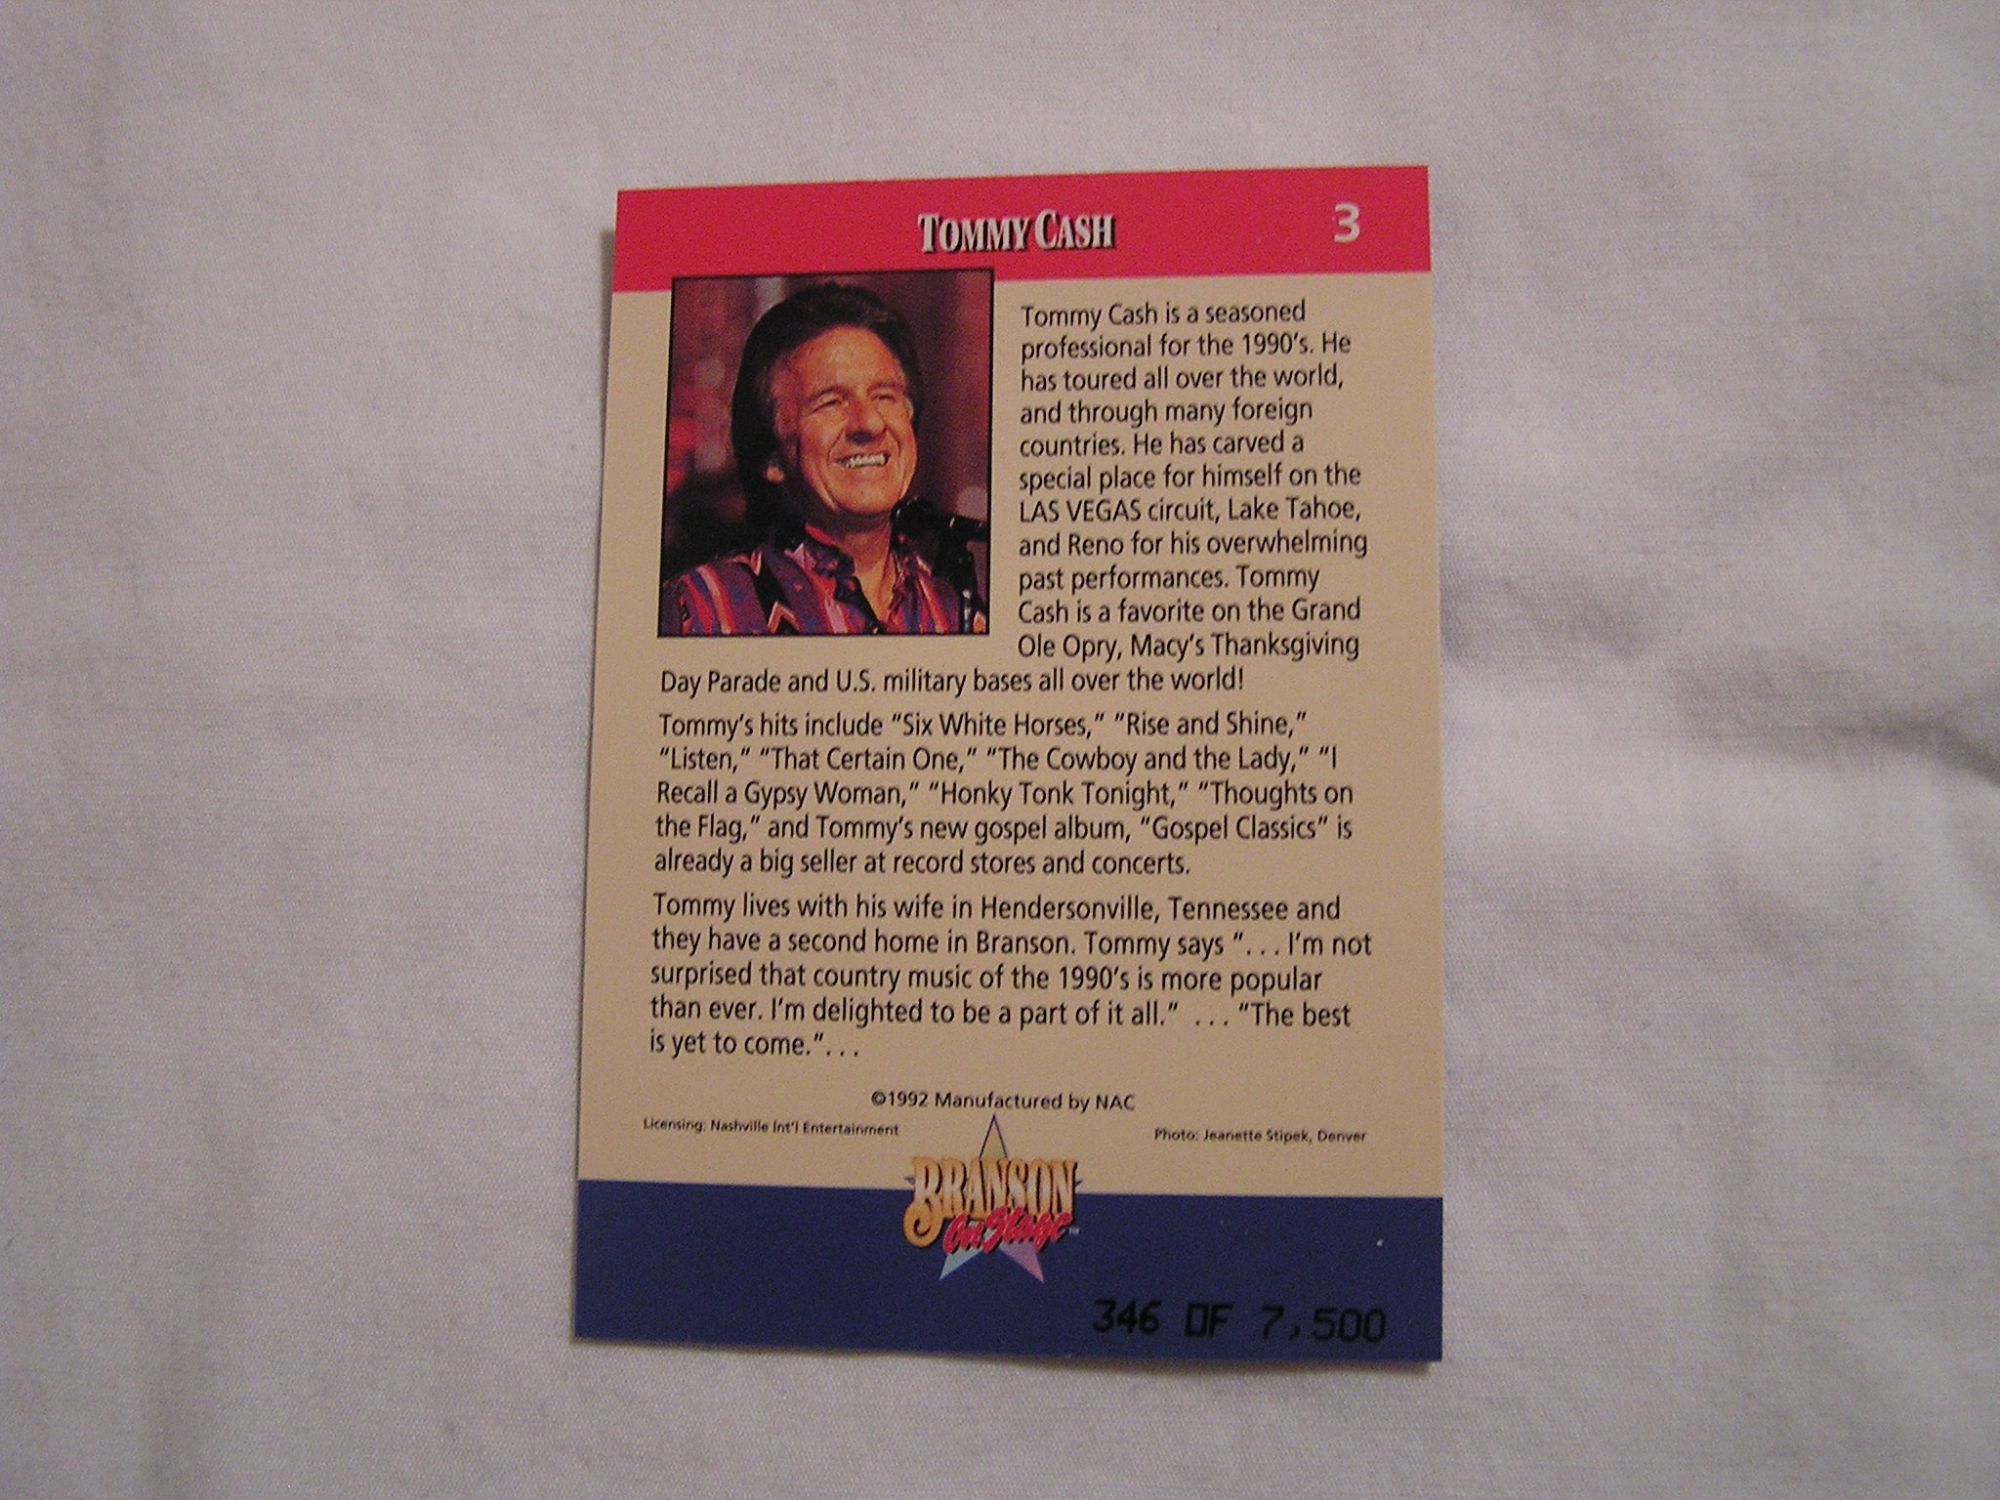 TOMMY CASH
3
Tommy Cash is a seasoned
professional for the 1990's. He
has toured all over the world,
and through many foreign
countries. He has carved a
special place for himself on the
LAS VEGAS circuit, Lake Tahoe,
and Reno for his overwhelming
past performances. Tommy
Cash is a favorite on the Grand
Ole Opry, Macy's Thanksgiving
Day Parade and U.S. military bases all over the world!
Tommy's hits include "Six White Horses," "Rise and Shine,"
"Listen," "That Certain One," "The Cowboy and the Lady," "I
Recall a Gypsy Woman," "Honky Tonk Tonight," "Thoughts on
the Flag," and Tommy's new gospel album, "Gospel Classics" is
already a big seller at record stores and concerts.
Tommy lives with his wife in Hendersonville, Tennessee and
they have a second home in Branson. Tommy says ". . . I'm not
surprised that country music of the 1990's is more popular
than ever. I'm delighted to be a part of it all." . . . "The best
is yet to come.". . .
©1992 Manufactured by NAC
Licensing: Nashville Int'l Entertainment
Photo: Jeanette Stipek, Denver
BRANSON
On Stage™
346 OF 7,500